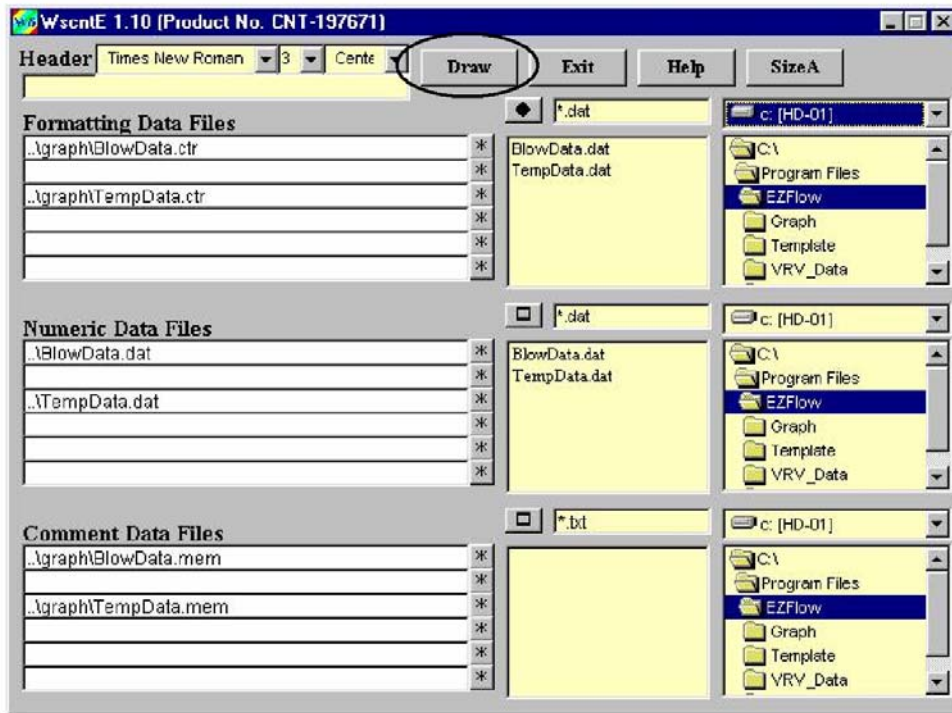 WscntE 1.10 (Product No. CNT-197671)
Header Times New Roman 3 Cente Draw Exit Help SizeA
*.dat c: [HD-01]
Formatting Data Files
..\graph\BlowData.ctr *
*
..\graph\TempData.ctr *
*
*
*
BlowData.dat
TempData.dat
C:\
Program Files
EZFlow
Graph
Template
VRV_Data
*.dat c: [HD-01]
Numeric Data Files
..\BlowData.dat *
*
..\TempData.dat *
*
*
*
BlowData.dat
TempData.dat
C:\
Program Files
EZFlow
Graph
Template
VRV_Data
*.txt c: [HD-01]
Comment Data Files
..\graph\BlowData.mem *
*
..\graph\TempData.mem *
*
*
*
C:\
Program Files
EZFlow
Graph
Template
VRV_Data